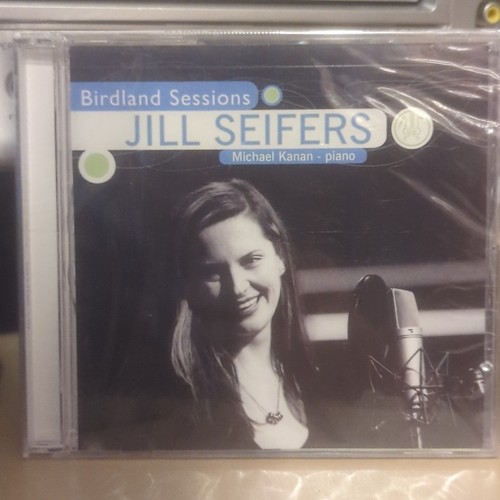 Birdland Sessions
JILL SEIFERS
Michael Kanan - piano